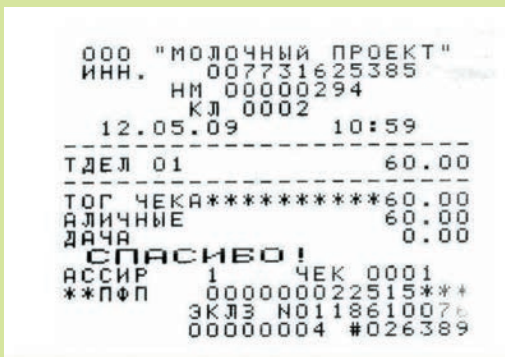 ООО "МОЛОЧНЫЙ ПРОЕКТ"
ИНН. 007731625385
НМ 00000294
КЛ 0002
12.05.09 10:59
ТДЕЛ 01 60.00
ТОГ ЧЕКА**********60.00
АЛИЧНЫЕ 60.00
ДАЧА 0.00
СПАСИБО!
АССИР 1 ЧЕК 0001
**ПФП 000000022515***
ЭКЛЗ N0118610076
00000004 #026389